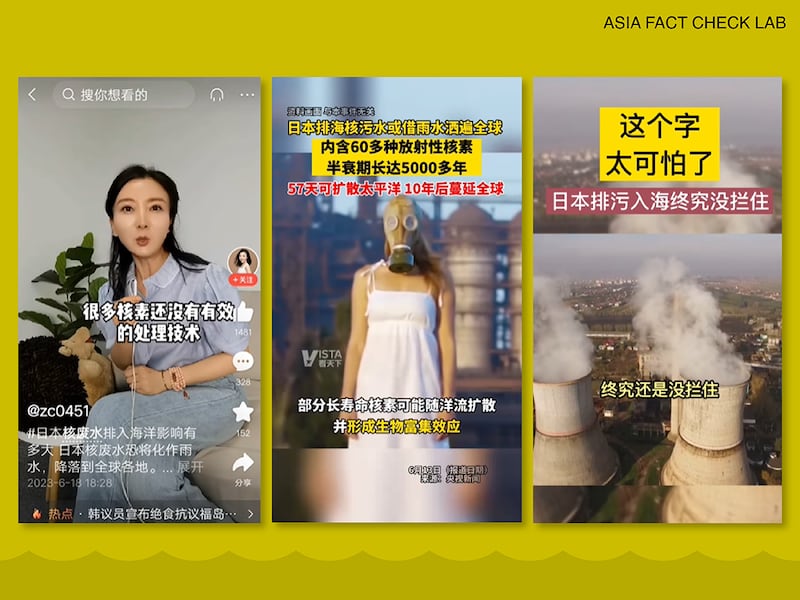 ASIA FACT CHECK LAB
搜你想看的
+关注
很多核素还没有有效
的处理技术
1481
328
152
分享
@zc0451
#日本核废水排入海洋影响有
多大 日本核废水恐将化作雨
水，降落到全球各地。... 展开
2023-6-18 18:28
热点 · 韩议员宣布绝食抗议福岛...
资料画面 与本事件无关
日本排海核污水或借雨水洒遍全球
内含60多种放射性核素
半衰期长达5000多年
57天可扩散太平洋 10年后蔓延全球
VISTA
看天下
部分长寿命核素可能随洋流扩散
并形成生物富集效应
6月13日（报道日期）
来源：央视新闻
这个字
太可怕了
日本排污入海终究没拦住
终究还是没拦住